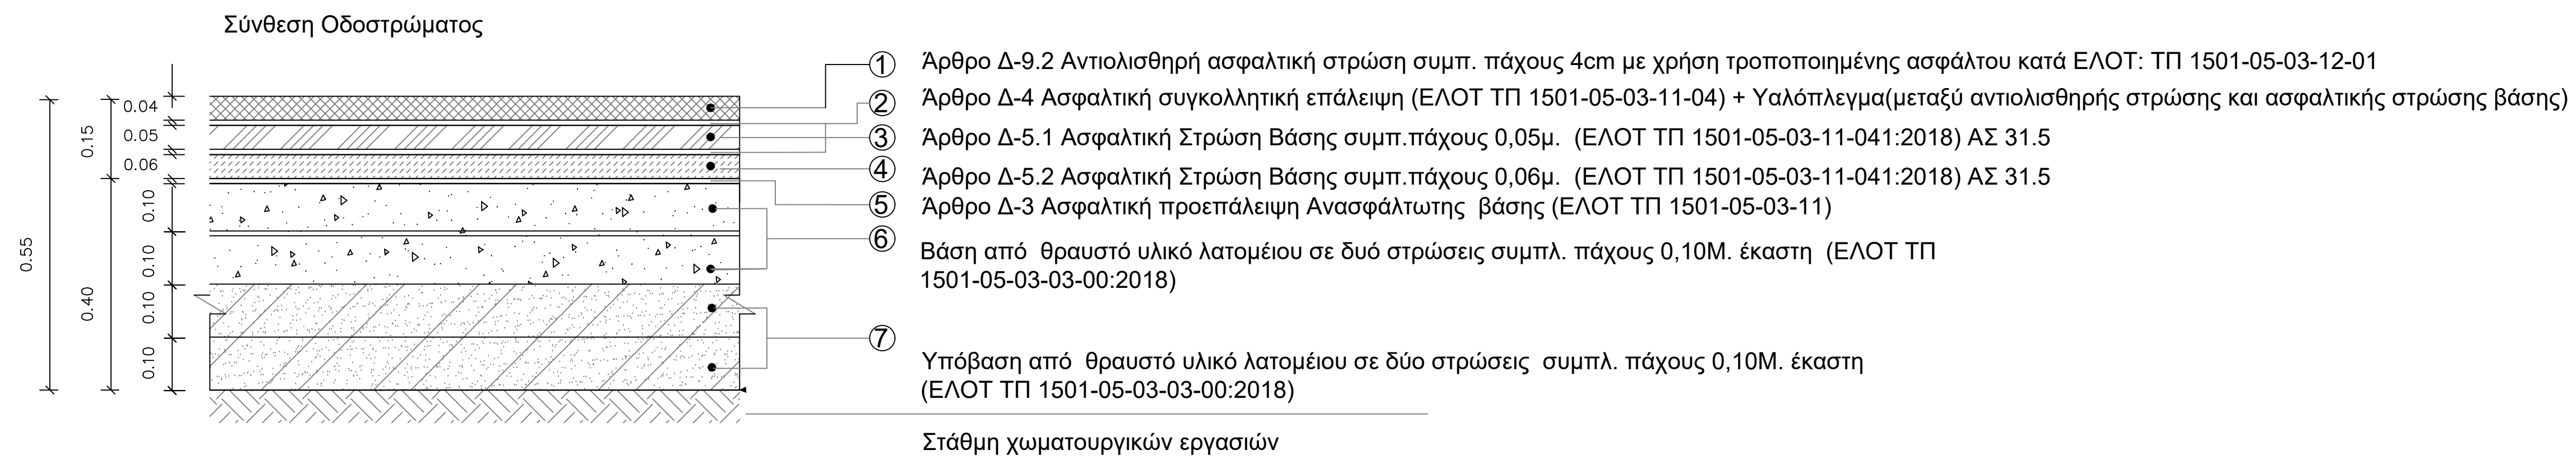 Σύνθεση Οδοστρώματος
① Άρθρο Δ-9.2 Αντιολισθηρή ασφαλτική στρώση συμπ. πάχους 4cm με χρήση τροποποιημένης ασφάλτου κατά ΕΛΟΤ: ΤΠ 1501-05-03-12-01
② Άρθρο Δ-4 Ασφαλτική συγκολλητική επάλειψη (ΕΛΟΤ ΤΠ 1501-05-03-11-04) + Υαλόπλεγμα(μεταξύ αντιολισθηρής στρώσης και ασφαλτικής στρώσης βάσης)
③ Άρθρο Δ-5.1 Ασφαλτική Στρώση Βάσης συμπ.πάχους 0,05μ. (ΕΛΟΤ ΤΠ 1501-05-03-11-041:2018) ΑΣ 31.5
④ Άρθρο Δ-5.2 Ασφαλτική Στρώση Βάσης συμπ.πάχους 0,06μ. (ΕΛΟΤ ΤΠ 1501-05-03-11-041:2018) ΑΣ 31.5
⑤ Άρθρο Δ-3 Ασφαλτική προεπάλειψη Ανασφάλτωτης βάσης (ΕΛΟΤ ΤΠ 1501-05-03-11)
⑥ Βάση από θραυστό υλικό λατομέιου σε δυό στρώσεις συμπλ. πάχους 0,10Μ. έκαστη (ΕΛΟΤ ΤΠ
1501-05-03-03-00:2018)
⑦ Υπόβαση από θραυστό υλικό λατομέιου σε δύο στρώσεις συμπλ. πάχους 0,10Μ. έκαστη
(ΕΛΟΤ ΤΠ 1501-05-03-03-00:2018)
Στάθμη χωματουργικών εργασιών
0.55
0.15
0.40
0.04
0.05
0.06
0.10
0.10
0.10
0.10